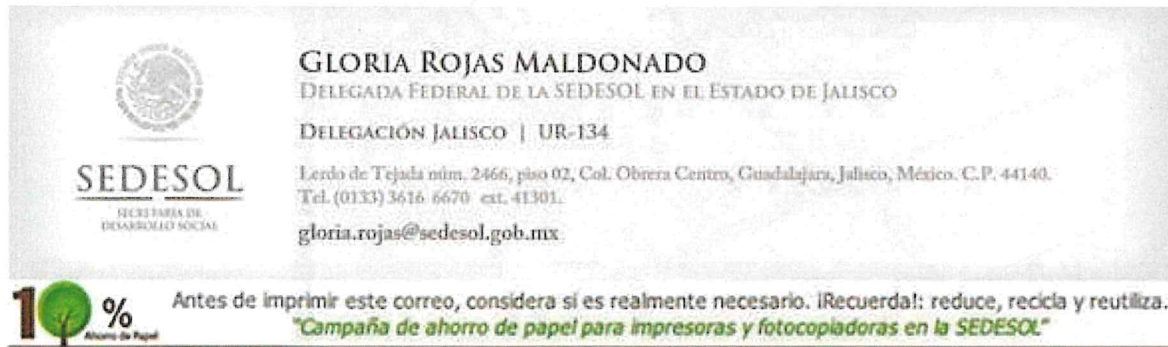 GLORIA ROJAS MALDONADO
DELEGADA FEDERAL DE LA SEDESOL EN EL ESTADO DE JALISCO
DELEGACIÓN JALISCO | UR-134
Lerdo de Tejada núm. 2466, piso 02, Col. Obrera Centro, Guadalajara, Jalisco, México. C.P. 44140.
Tel. (0133) 3616 6670 ext. 41301.
gloria.rojas@sedesol.gob.mx
SEDESOL
SECRETARÍA DE
DESARROLLO SOCIAL
10 %
Ahorro de Papel
Antes de imprimir este correo, considera si es realmente necesario. !Recuerda!: reduce, recicla y reutiliza.
"Campaña de ahorro de papel para impresoras y fotocopiadoras en la SEDESOL"